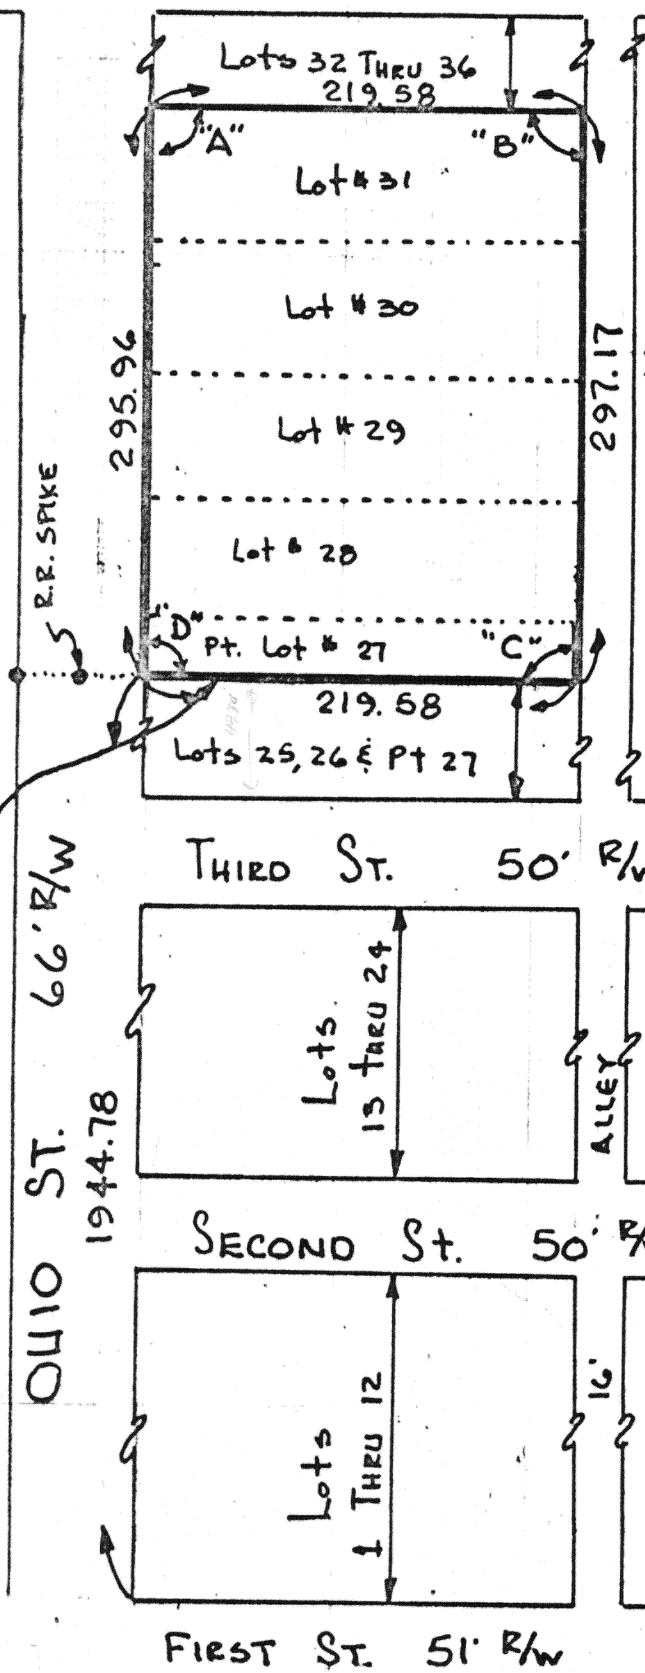 Lots 32 THRU 36
219.58
"A"
"B"
Lot # 31
Lot # 30
295.96
297.17
Lot # 29
R.R. SPIKE
Lot # 28
"D"
Pt. Lot # 27
"C"
219.58
Lots 25, 26 & Pt 27
THIRD ST. 50' R/W
66' R/W
Lots
13 THRU 24
ALLEY
1944.78
OHIO ST.
SECOND St. 50' R/
16'
Lots
1 THRU 12
FIRST ST. 51' R/W